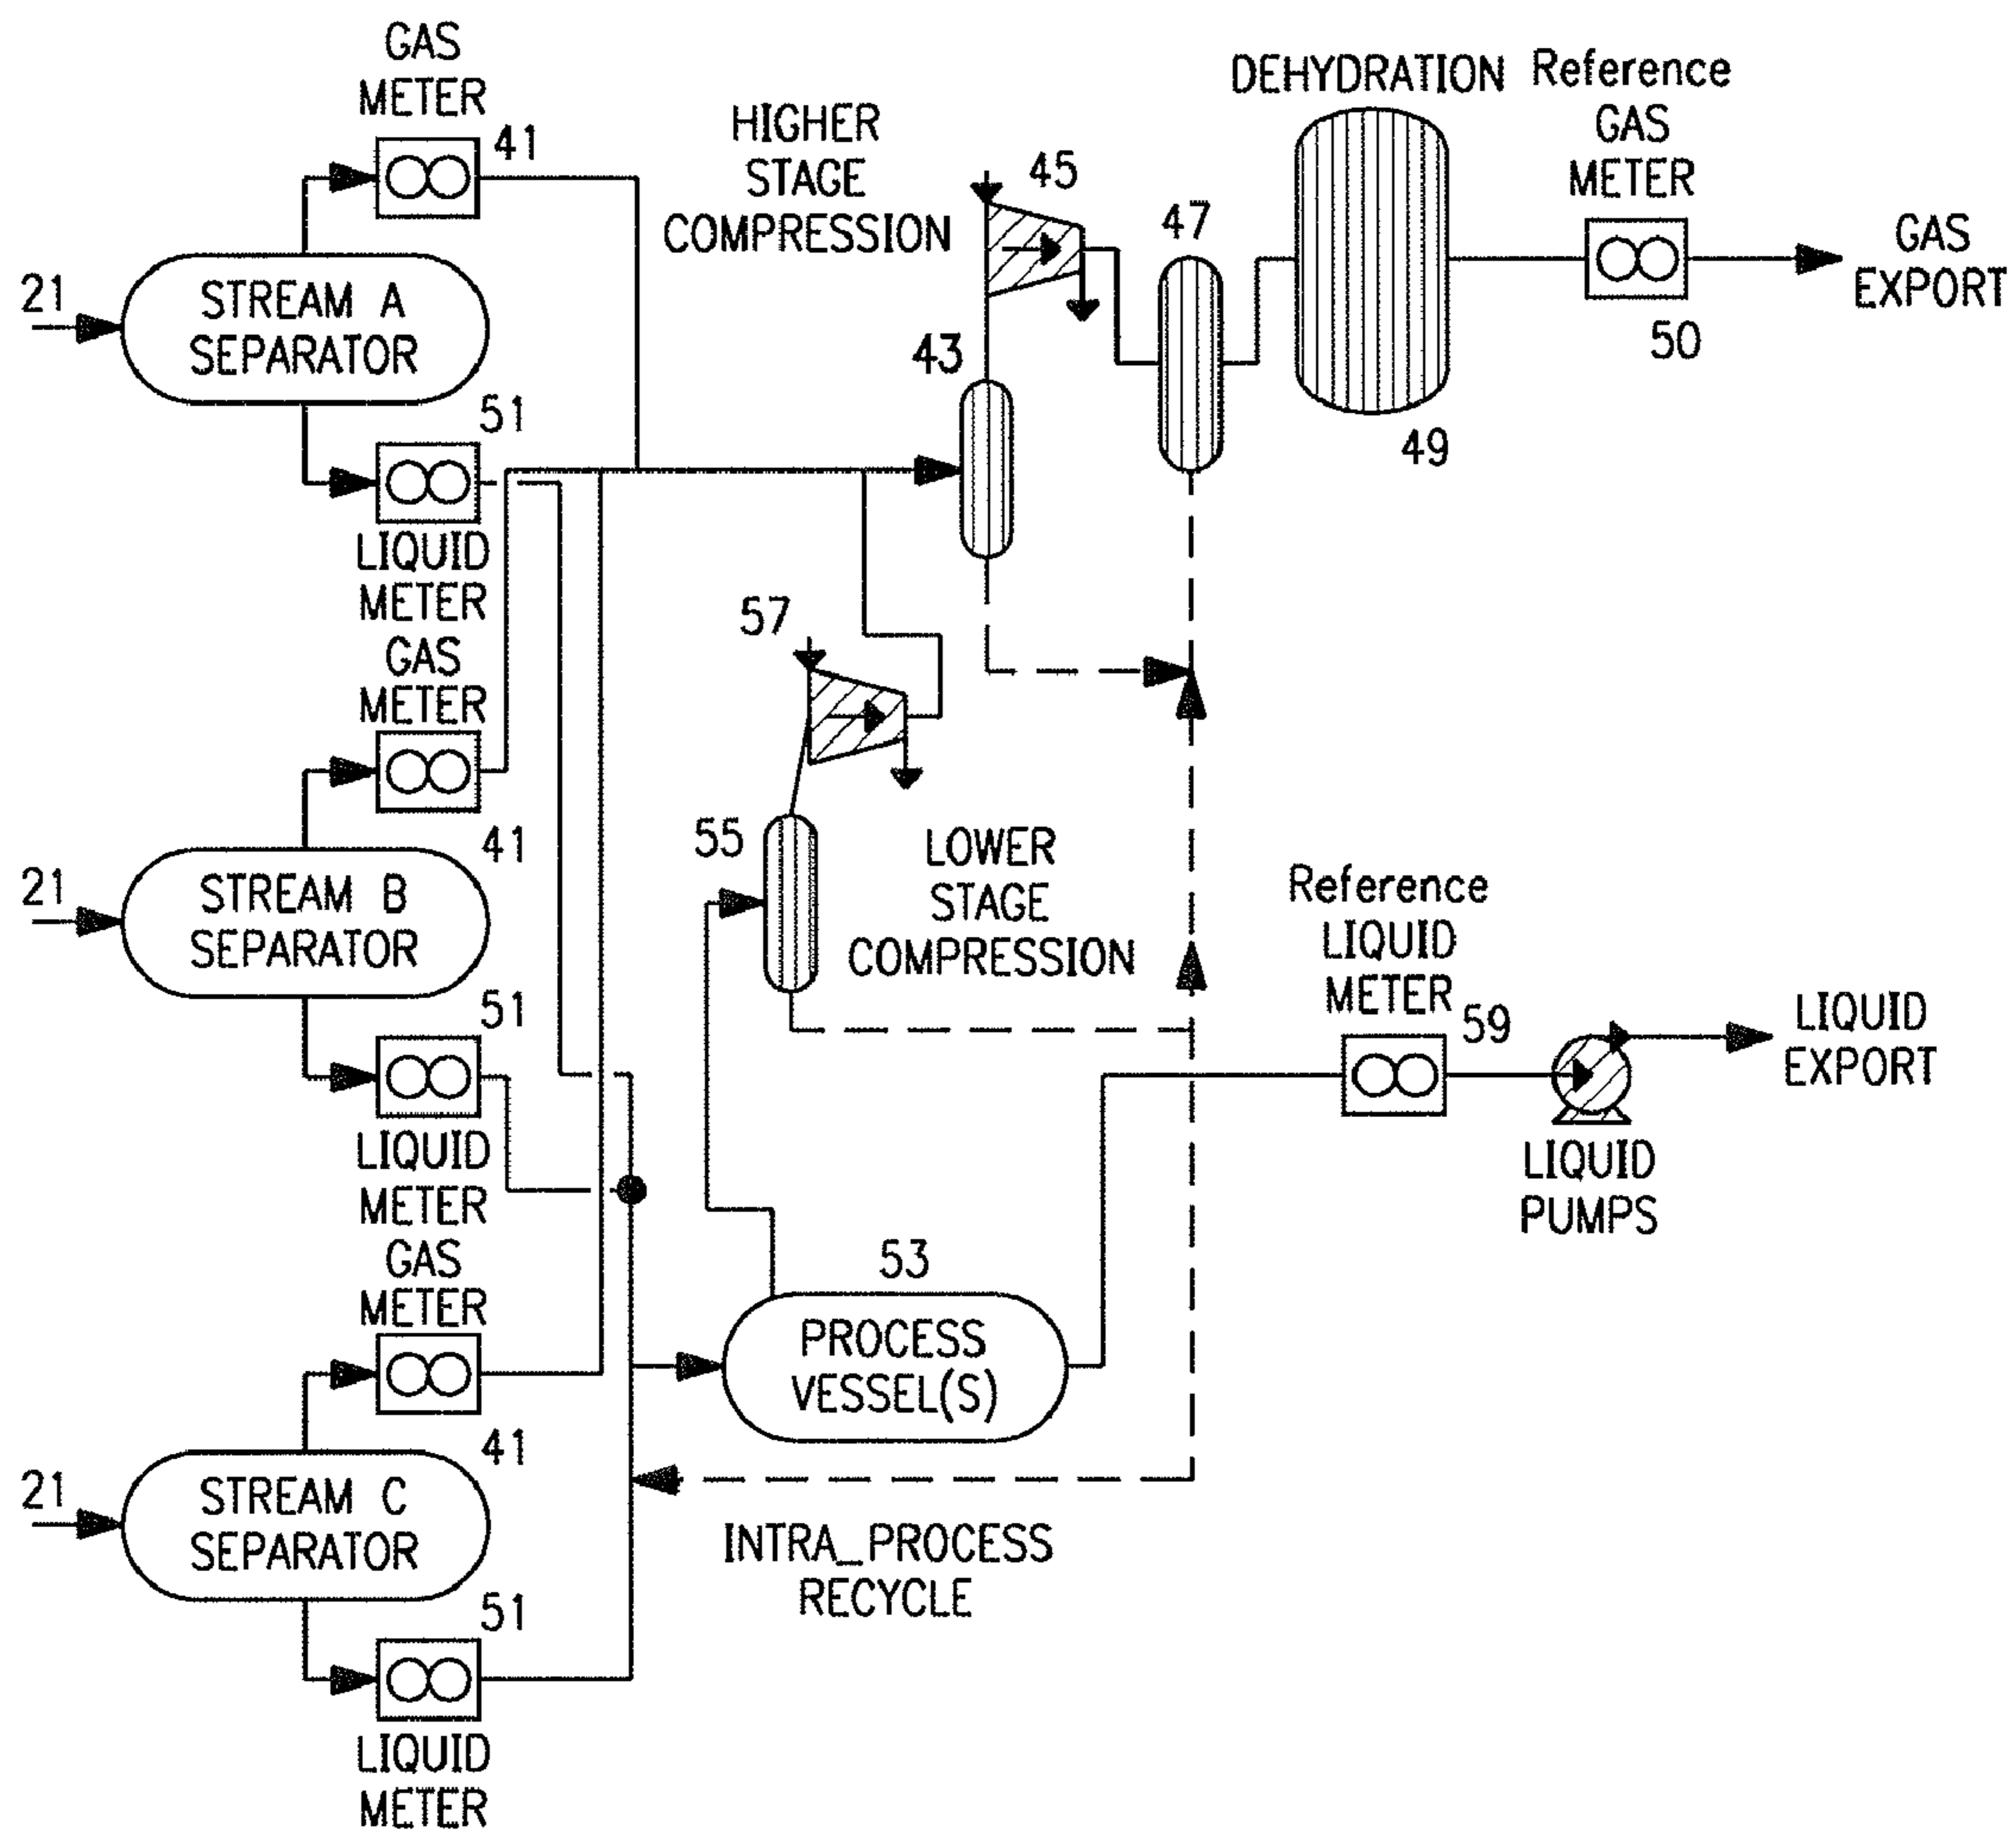 GAS
METER
41
21
STREAM A
SEPARATOR
51
LIQUID
METER
GAS
METER
41
21
STREAM B
SEPARATOR
51
LIQUID
METER
GAS
METER
41
21
STREAM C
SEPARATOR
51
LIQUID
METER
HIGHER
STAGE
COMPRESSION
45
43
47
DEHYDRATION
49
Reference
GAS
METER
50
GAS
EXPORT
57
55
LOWER
STAGE
COMPRESSION
Reference
LIQUID
METER
59
LIQUID
EXPORT
LIQUID
PUMPS
53
PROCESS
VESSEL(S)
INTRA_PROCESS
RECYCLE